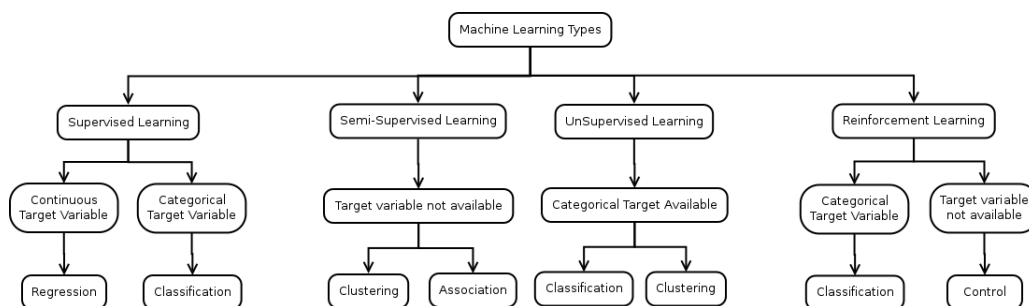 Machine Learning Types
Supervised Learning
Semi-Supervised Learning
UnSupervised Learning
Reinforcement Learning
Continuous
Target Variable
Categorical
Target Variable
Target variable not available
Categorical Target Available
Categorical
Target Variable
Target variable
not available
Regression
Classification
Clustering
Association
Classification
Clustering
Classification
Control